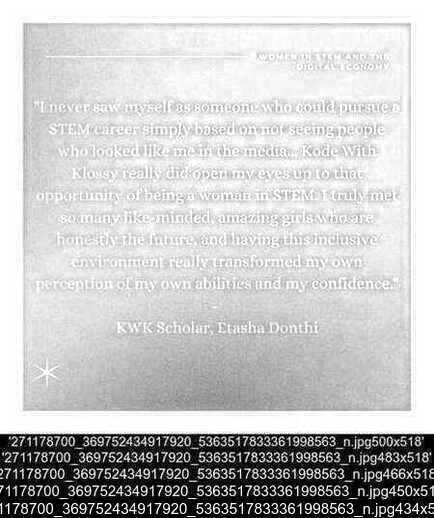 WOMEN IN STEM AND THE
DIGITAL ECONOMY
"I never saw myself as someone who could pursue a
STEM career simply based on not seeing people
who looked like me in the media... Kode With
Klossy really did open my eyes up to that
opportunity of being a woman in STEM. I truly met
so many like-minded, amazing girls who are
honestly the future, and having this inclusive
environment really transformed my own
perception of my own abilities and my confidence."
-
KWK Scholar, Etasha Donthi
'271178700_369752434917920_5363517833361998563_n.jpg500x518'
'271178700_369752434917920_5363517833361998563_n.jpg483x518'
271178700_369752434917920_5363517833361998563_n.jpg466x518
271178700_369752434917920_5363517833361998563_n.jpg450x51
1178700_369752434917920_5363517833361998563_n.jpg434x5